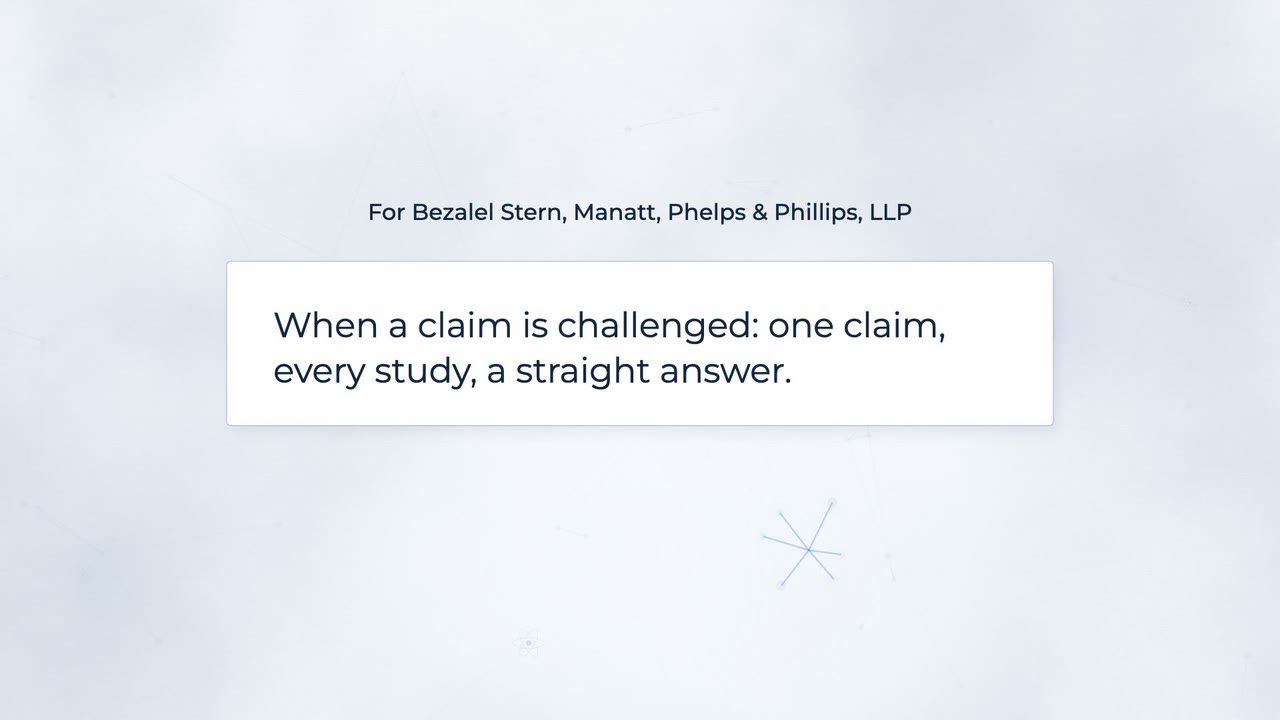 For Bezalel Stern, Manatt, Phelps & Phillips, LLP
When a claim is challenged: one claim,
every study, a straight answer.